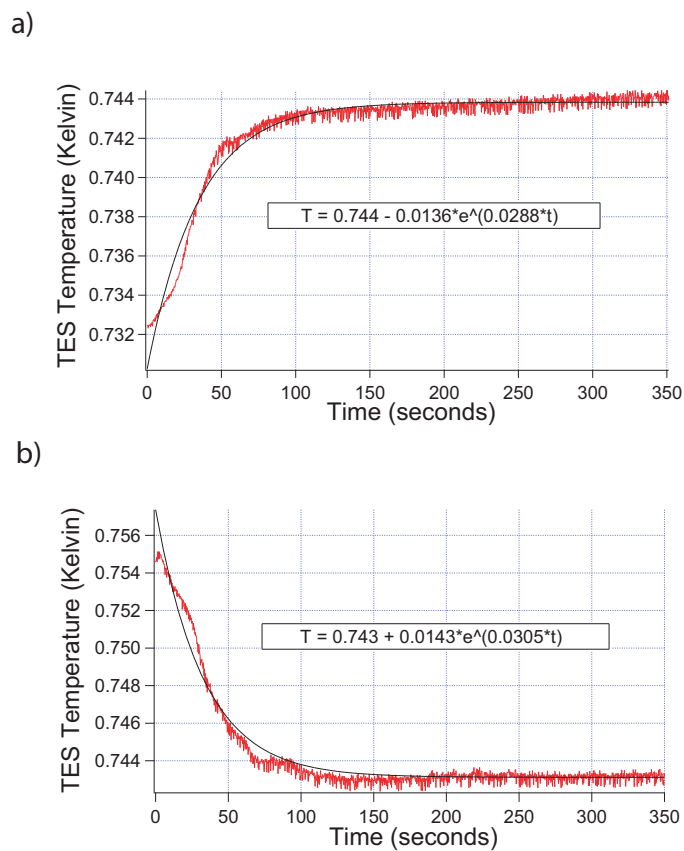 a)
0.744
0.742
0.740
0.738
0.736
0.734
0.732
TES Temperature (Kelvin)
T = 0.744 - 0.0136*e^(0.0288*t)
0 50 100 150 200 250 300 350
Time (seconds)
b)
0.756
0.754
0.752
0.750
0.748
0.746
0.744
TES Temperature (Kelvin)
T = 0.743 + 0.0143*e^(0.0305*t)
0 50 100 150 200 250 300 350
Time (seconds)